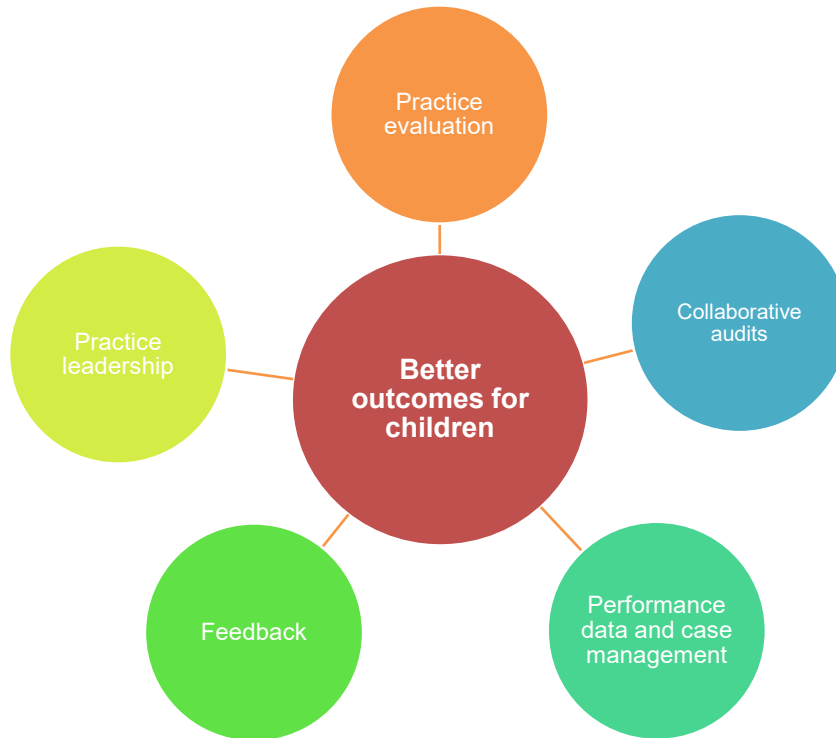 Practice
evaluation
Collaborative
audits
Practice
leadership
Better
outcomes for
children
Feedback
Performance
data and case
management